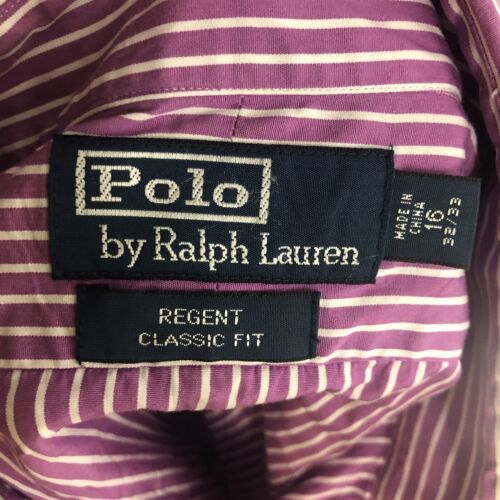 Polo
by Ralph Lauren
REGENT
CLASSIC FIT
MADE IN
CHINA
16
32/33